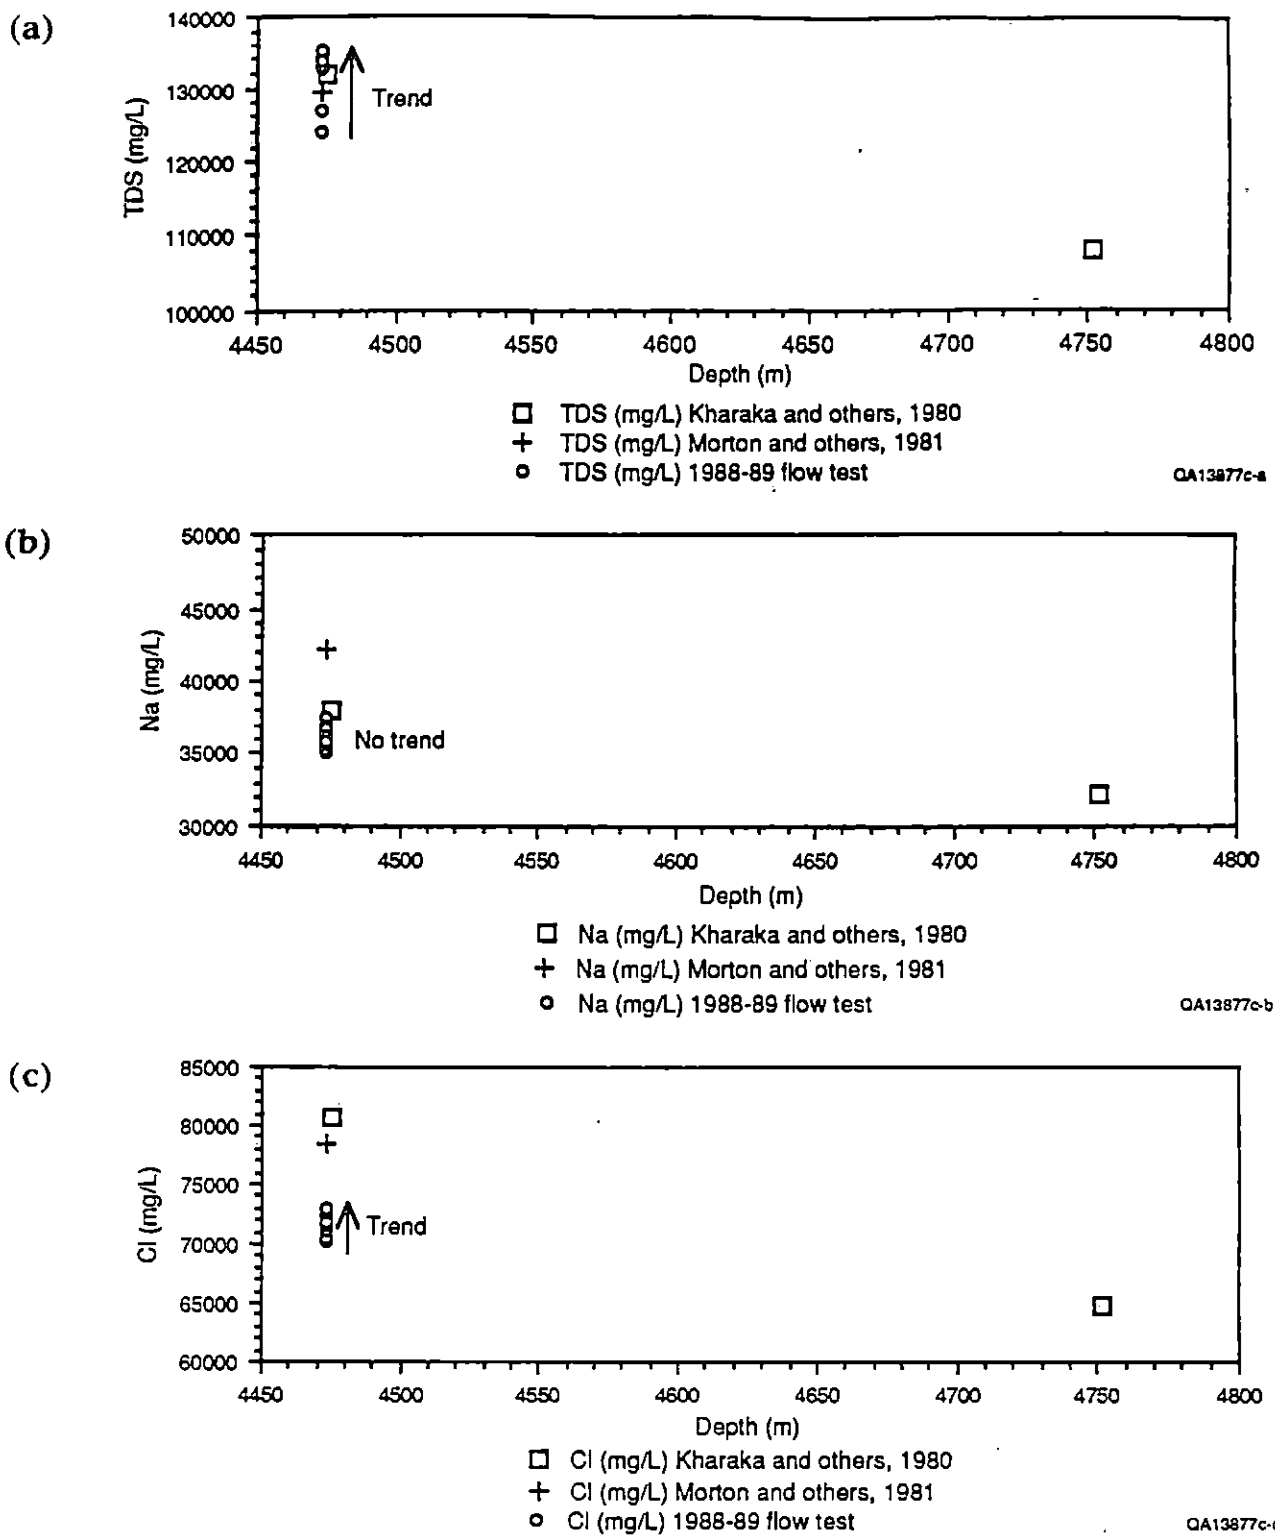 (a)
140000
130000
120000
110000
100000
TDS (mg/L)
Trend
4450 4500 4550 4600 4650 4700 4750 4800
Depth (m)
TDS (mg/L) Kharaka and others, 1980
TDS (mg/L) Morton and others, 1981
TDS (mg/L) 1988-89 flow test
QA13877c-a
(b)
50000
45000
40000
35000
30000
Na (mg/L)
No trend
4450 4500 4550 4600 4650 4700 4750 4800
Depth (m)
Na (mg/L) Kharaka and others, 1980
Na (mg/L) Morton and others, 1981
Na (mg/L) 1988-89 flow test
QA13877c-b
(c)
85000
80000
75000
70000
65000
60000
Cl (mg/L)
Trend
4450 4500 4550 4600 4650 4700 4750 4800
Depth (m)
Cl (mg/L) Kharaka and others, 1980
Cl (mg/L) Morton and others, 1981
Cl (mg/L) 1988-89 flow test